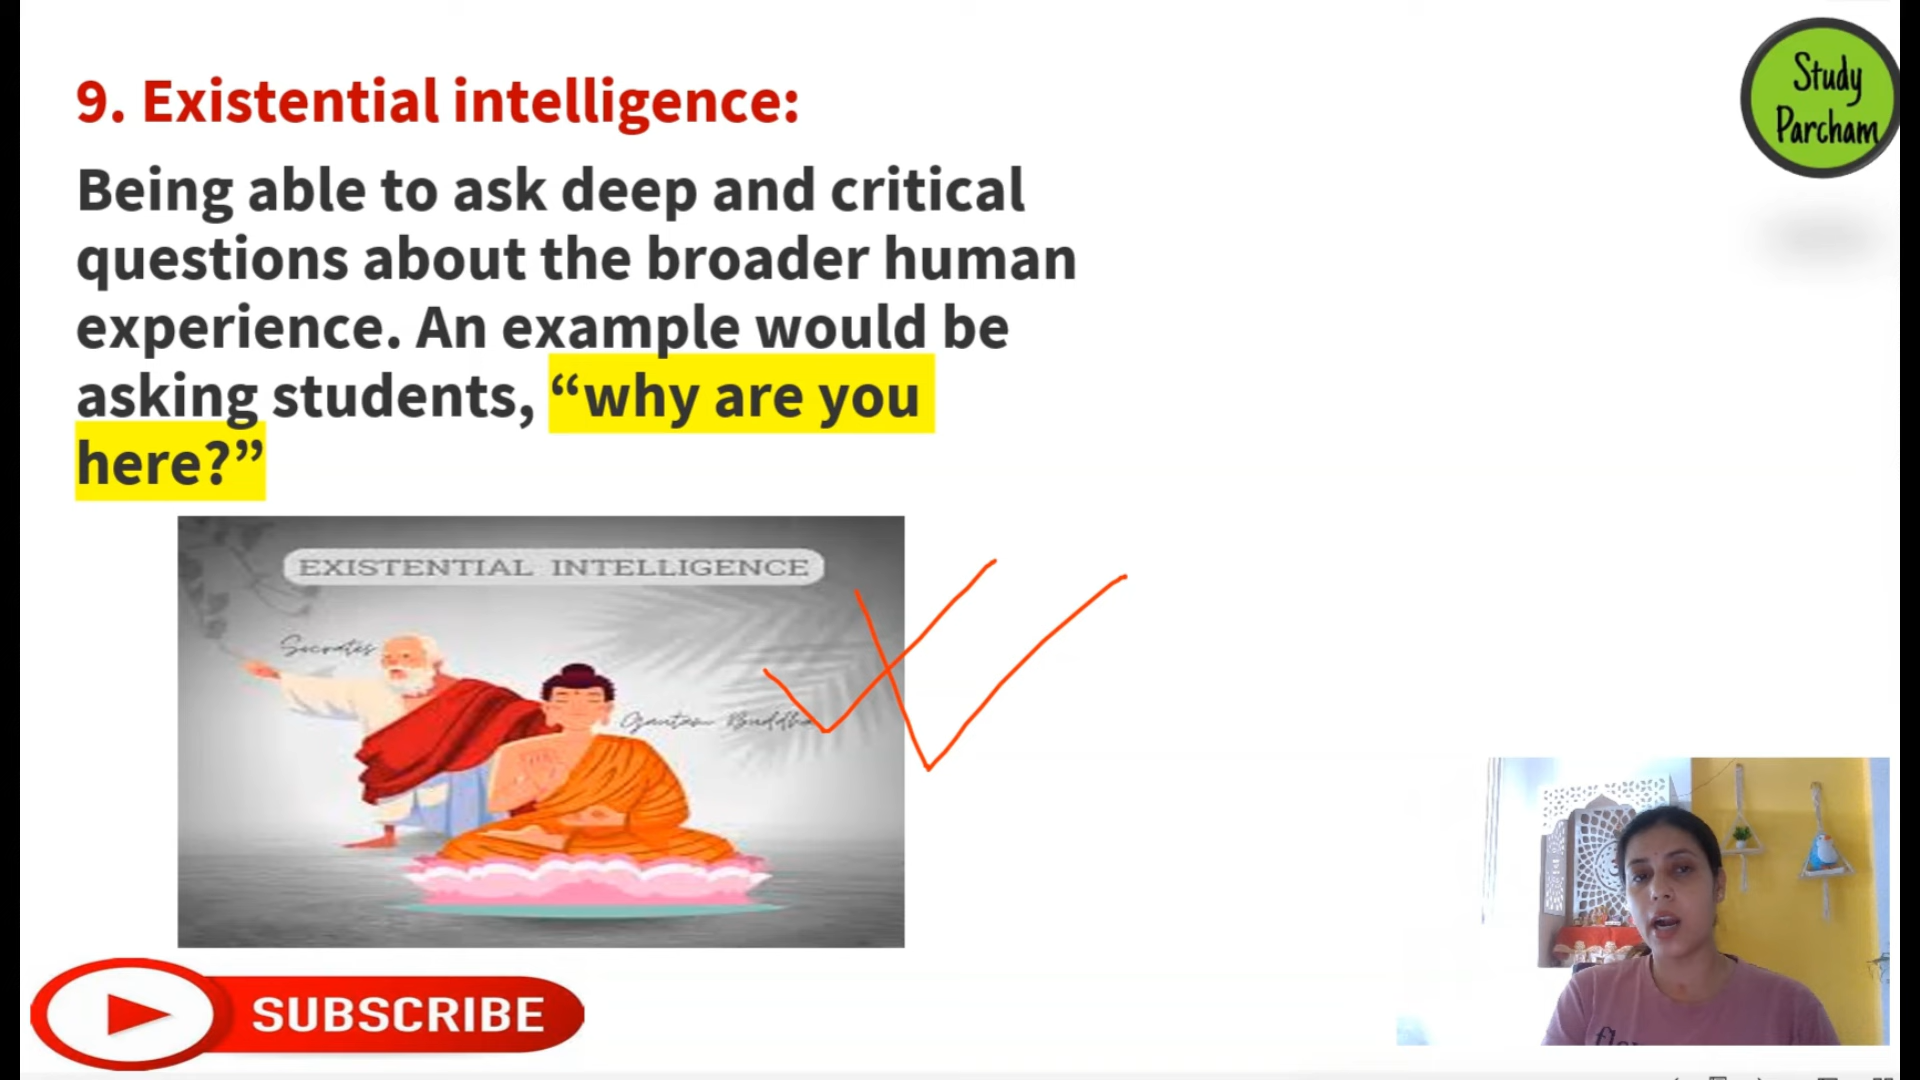 9. Existential intelligence:
Being able to ask deep and critical
questions about the broader human
experience. An example would be
asking students, “why are you
here?”
Study
Parcham
EXISTENTIAL INTELLIGENCE
Socrates
Gautam Buddha
SUBSCRIBE